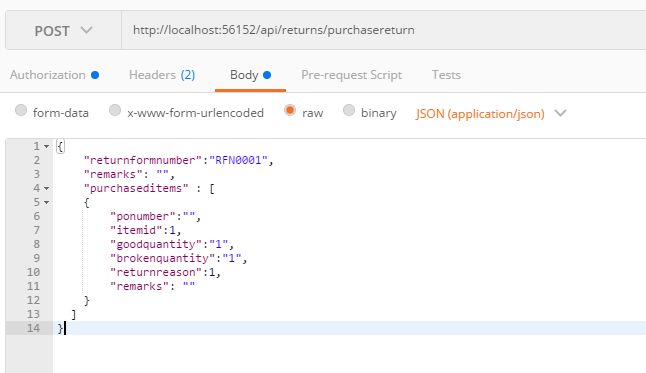 POST http://localhost:56152/api/returns/purchasereturn
Authorization Headers (2) Body Pre-request Script Tests
form-data x-www-form-urlencoded raw binary JSON (application/json)
1 {
2 "returnformnumber":"RFN0001",
3 "remarks": "",
4 "purchaseditems" : [
5 {
6 "ponumber":"",
7 "itemid":1,
8 "goodquantity":"1",
9 "brokenquantity":"1",
10 "returnreason":1,
11 "remarks": ""
12 }
13 ]
14 }